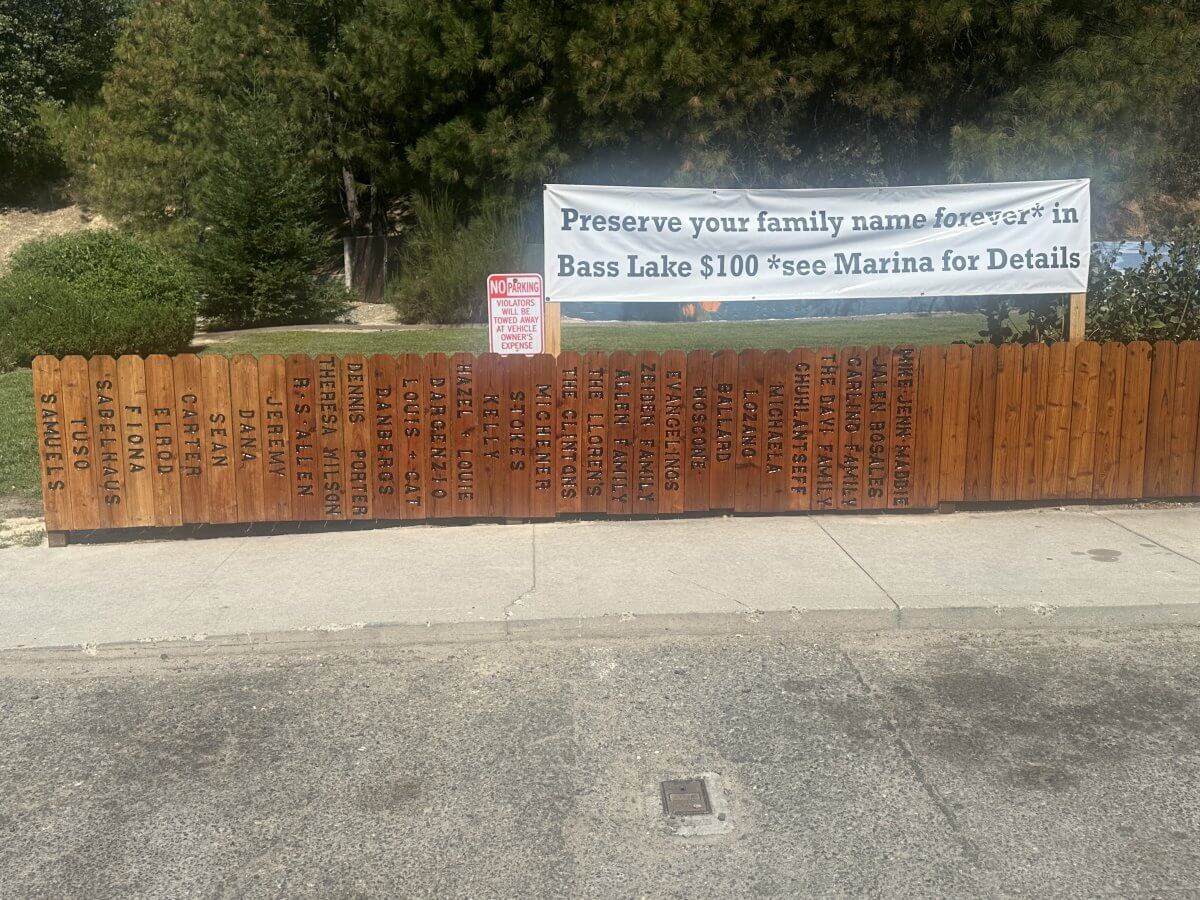 Preserve your family name forever* in
Bass Lake $100 *see Marina for Details
NO PARKING
VIOLATORS
WILL BE
TOWED AWAY
AT VEHICLE
OWNER'S
EXPENSE
SAMUELS
TUSO
SABELHAUS
FIONA
ELROD
CARTER
SEAN
DANA
JEREMY
R'S·ALLEN
THERESA WILSON
DENNIS PORTER
DANBERGS
LOUIS + CAT
DARGENZIO
HAZEL + LOUIE
KELLY
STOKES
MICHENER
THE CLINTONS
THE LLORENS
ALLEN FAMILY
ZEBEN FAMILY
EVANGELINOS
MOSCONE
BALLARD
LOZANO
MICHAELA
CHUHLANTSEFF
THE DAVI FAMILY
CARLINO FAMILY
JALEN ROSALES
MIKE·JENN·MADDIE